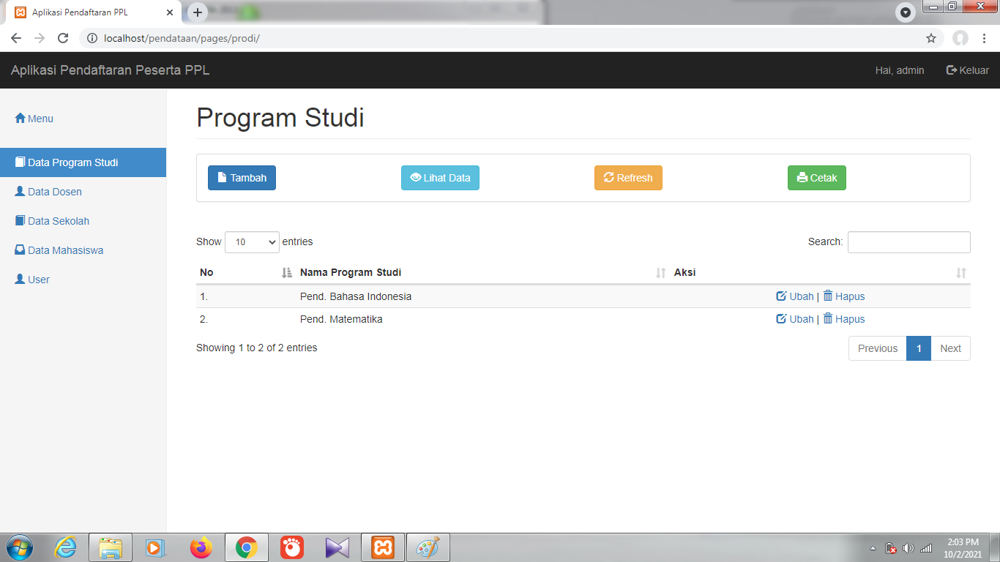 Aplikasi Pendaftaran PPL
localhost/pendataan/pages/prodi/
Aplikasi Pendaftaran Peserta PPL
Hai, admin
Keluar
Menu
Data Program Studi
Data Dosen
Data Sekolah
Data Mahasiswa
User
Program Studi
Tambah
Lihat Data
Refresh
Cetak
Show 10 entries
Search:
No Nama Program Studi Aksi
1. Pend. Bahasa Indonesia Ubah | Hapus
2. Pend. Matematika Ubah | Hapus
Showing 1 to 2 of 2 entries
Previous 1 Next
2:03 PM
10/2/2021